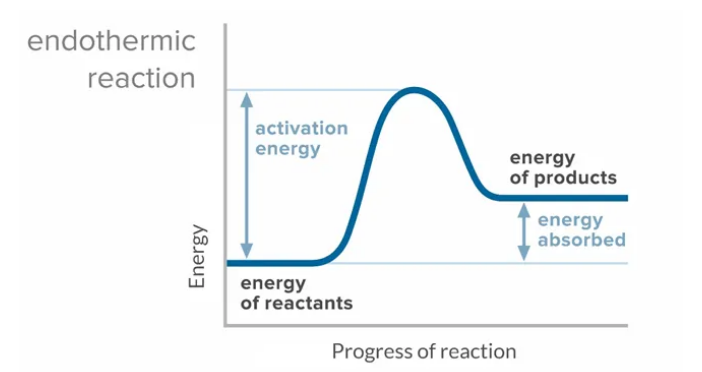 endothermic
reaction
activation
energy
energy
of products
energy
absorbed
energy
of reactants
Energy
Progress of reaction